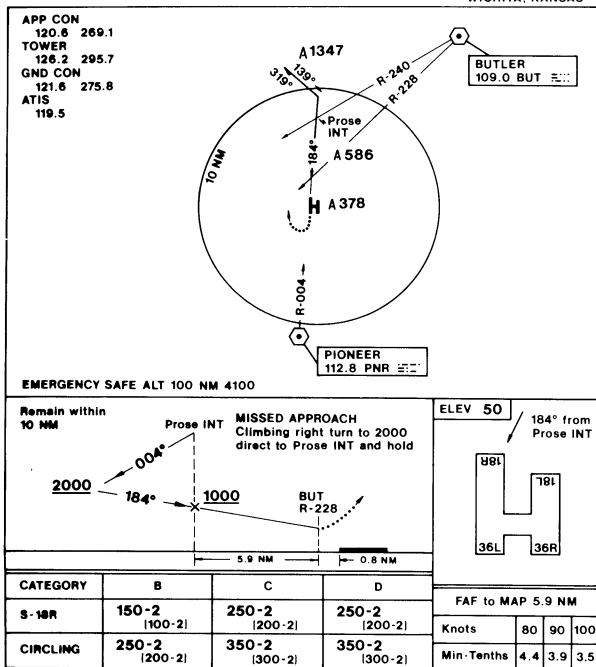 WICHITA, KANSAS
APP CON
120.6 269.1
TOWER
126.2 295.7
GND CON
121.6 275.8
ATIS
119.5
A 1347
139°
319°
Prose
INT
184°
10 NM
A 586
A 378
H
R-240
R-228
BUTLER
109.0 BUT
R-004
PIONEER
112.8 PNR
EMERGENCY SAFE ALT 100 NM 4100
Remain within
10 NM
Prose INT
MISSED APPROACH
Climbing right turn to 2000
direct to Prose INT and hold
004°
2000
184°
1000
BUT
R-228
5.9 NM
0.8 NM
ELEV 50
184° from
Prose INT
18R
18L
36L
36R
CATEGORY B C D
S-18R 150-2 250-2 250-2
(100-2) (200-2) (200-2)
CIRCLING 250-2 350-2 350-2
(200-2) (300-2) (300-2)
FAF to MAP 5.9 NM
Knots 80 90 100
Min-Tenths 4.4 3.9 3.5